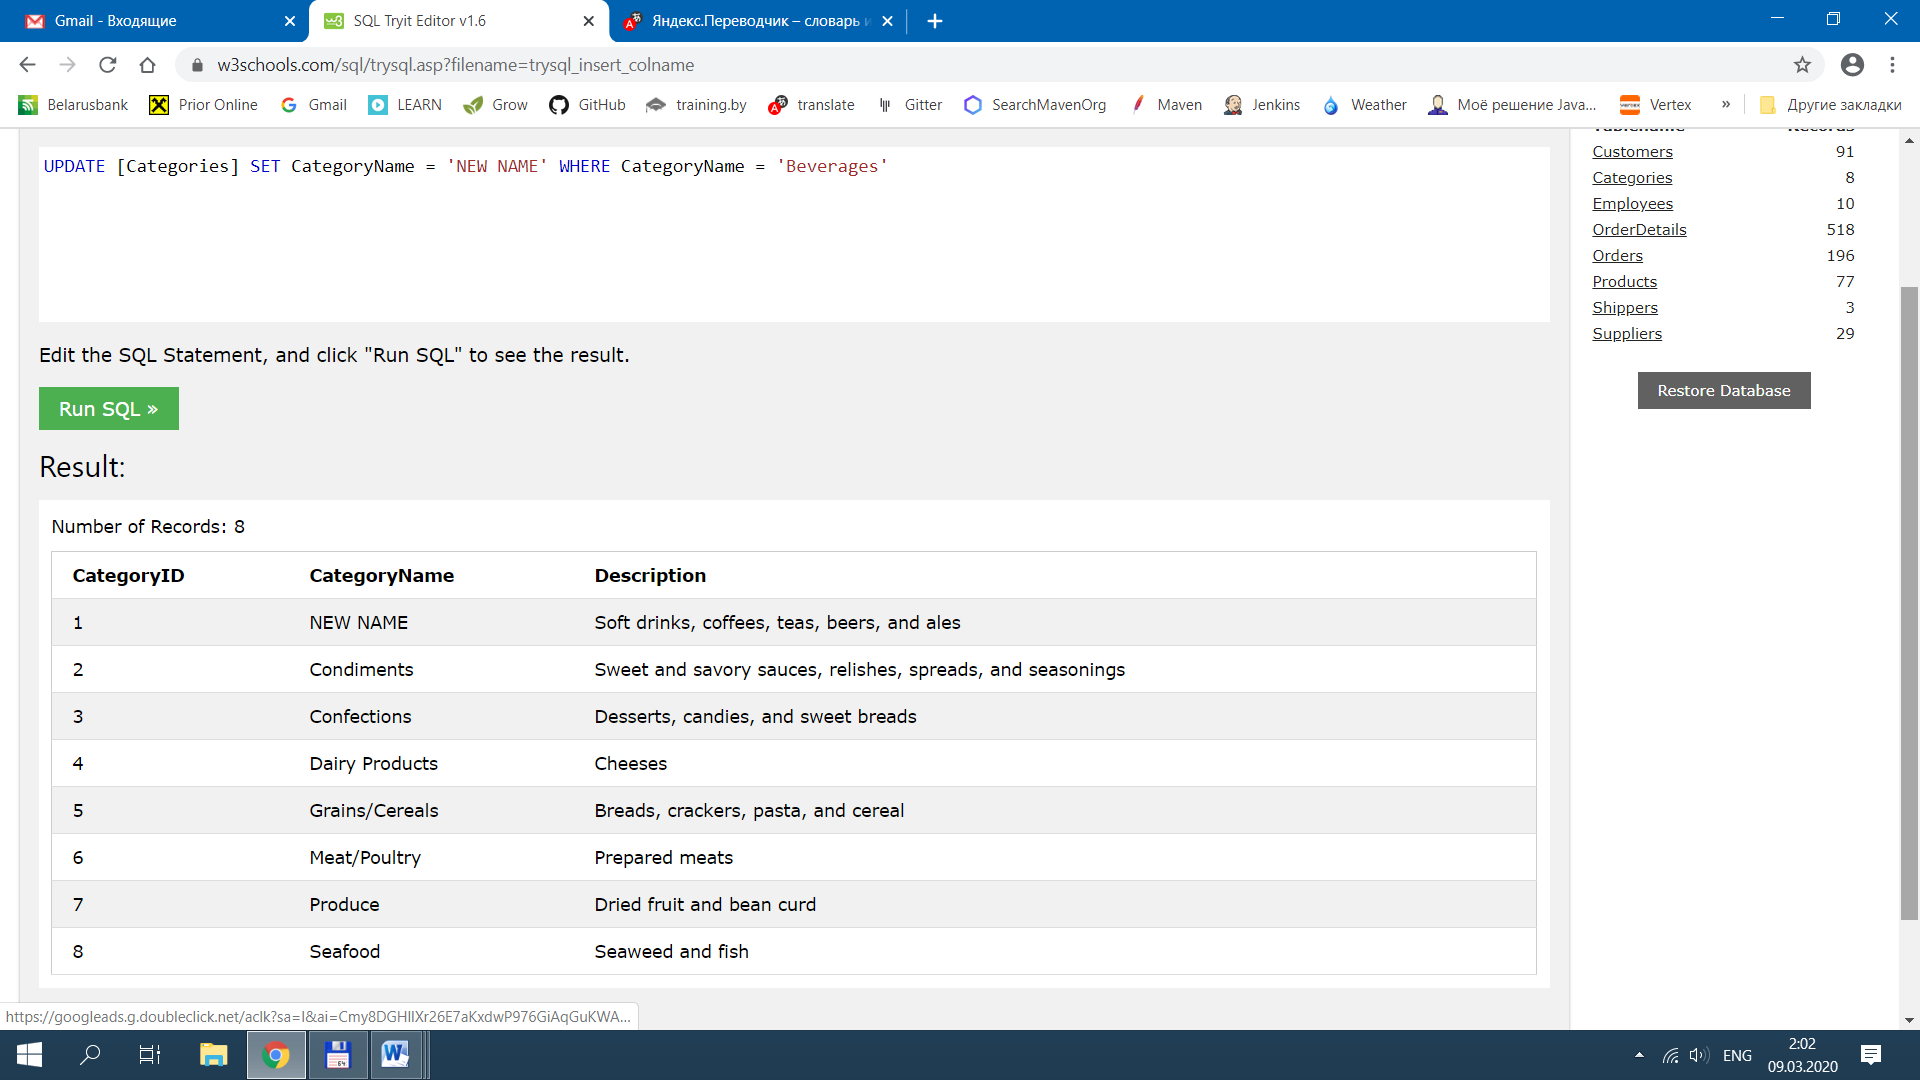 Gmail - Входящие
SQL Tryit Editor v1.6
Яндекс.Переводчик – словарь и
w3schools.com/sql/trysql.asp?filename=trysql_insert_colname
Belarusbank Prior Online Gmail LEARN Grow GitHub training.by translate Gitter SearchMavenOrg Maven Jenkins Weather Моё решение Java... Vertex » Другие закладки
UPDATE [Categories] SET CategoryName = 'NEW NAME' WHERE CategoryName = 'Beverages'
Edit the SQL Statement, and click "Run SQL" to see the result.
Run SQL »
Result:
Number of Records: 8
CategoryID CategoryName Description
1 NEW NAME Soft drinks, coffees, teas, beers, and ales
2 Condiments Sweet and savory sauces, relishes, spreads, and seasonings
3 Confections Desserts, candies, and sweet breads
4 Dairy Products Cheeses
5 Grains/Cereals Breads, crackers, pasta, and cereal
6 Meat/Poultry Prepared meats
7 Produce Dried fruit and bean curd
8 Seafood Seaweed and fish
Tablename Records
Customers 91
Categories 8
Employees 10
OrderDetails 518
Orders 196
Products 77
Shippers 3
Suppliers 29
Restore Database
https://googleads.g.doubleclick.net/aclk?sa=l&ai=Cmy8DGHIlXr26E7aKxdwP976GiAqGuKWA...
ENG
2:02
09.03.2020